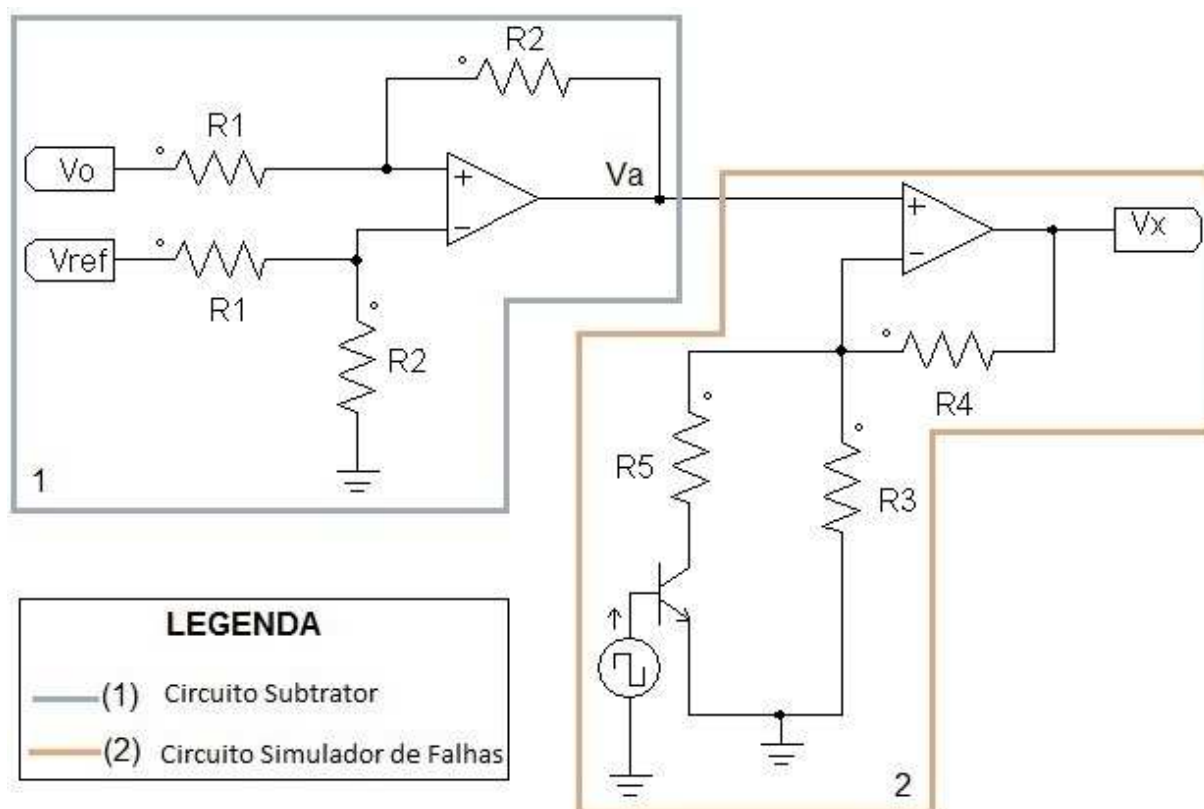 R2
R1
Vo
+
−
Va
Vref
R1
R2
1
+
−
Vx
R4
R5
R3
2
LEGENDA
(1) Circuito Subtrator
(2) Circuito Simulador de Falhas